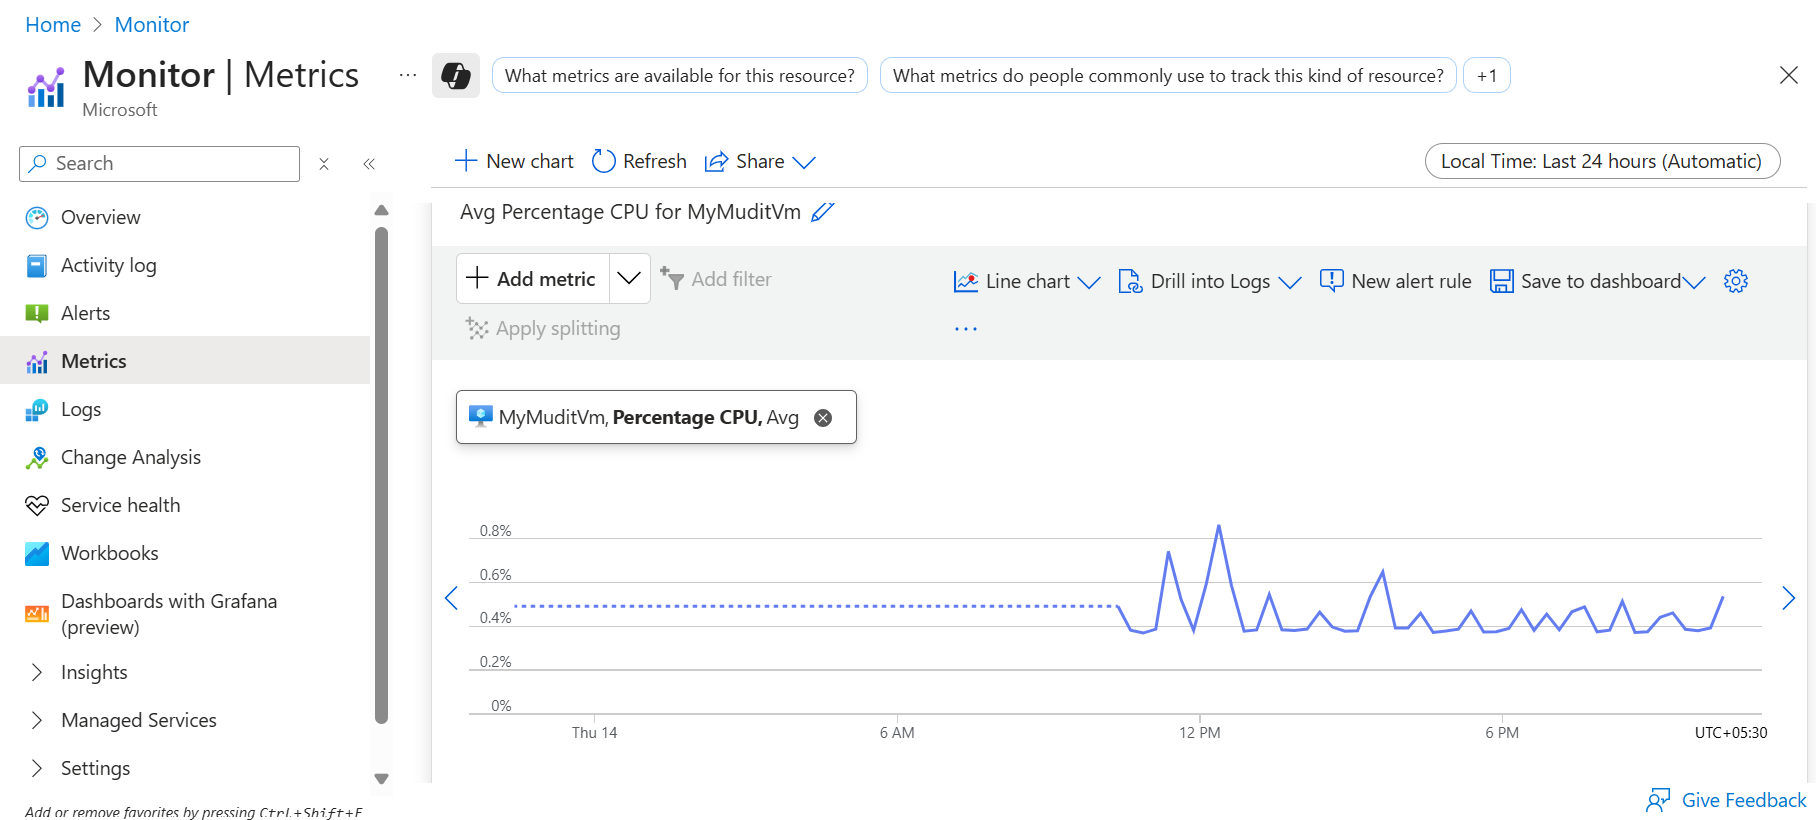 Home > Monitor
Monitor | Metrics ...
Microsoft
What metrics are available for this resource?
What metrics do people commonly use to track this kind of resource?
+1
Search
New chart
Refresh
Share
Local Time: Last 24 hours (Automatic)
Overview
Activity log
Alerts
Metrics
Logs
Change Analysis
Service health
Workbooks
Dashboards with Grafana
(preview)
Insights
Managed Services
Settings
Add or remove favorites by pressing Ctrl+Shift+F
Avg Percentage CPU for MyMuditVm
Add metric
Add filter
Line chart
Drill into Logs
New alert rule
Save to dashboard
Apply splitting
...
MyMuditVm, Percentage CPU, Avg
0.8%
0.6%
0.4%
0.2%
0%
Thu 14
6 AM
12 PM
6 PM
UTC+05:30
Give Feedback